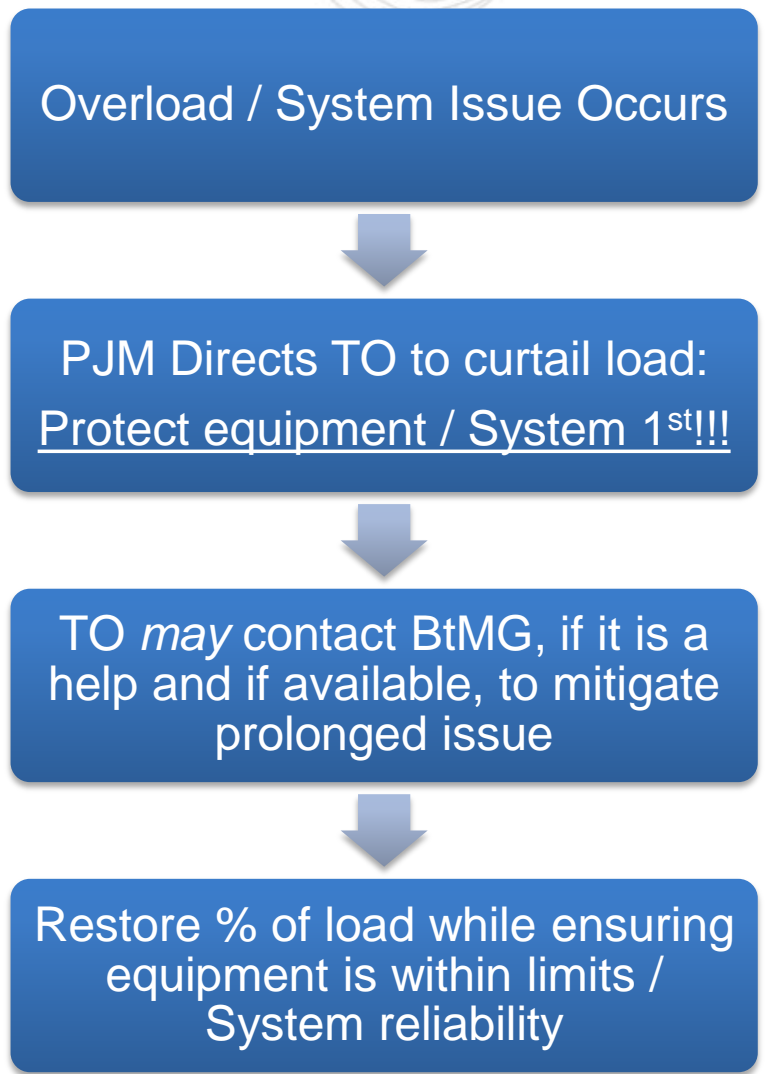 Overload / System Issue Occurs
PJM Directs TO to curtail load:
Protect equipment / System 1st!!!
TO may contact BtMG, if it is a
help and if available, to mitigate
prolonged issue
Restore % of load while ensuring
equipment is within limits /
System reliability